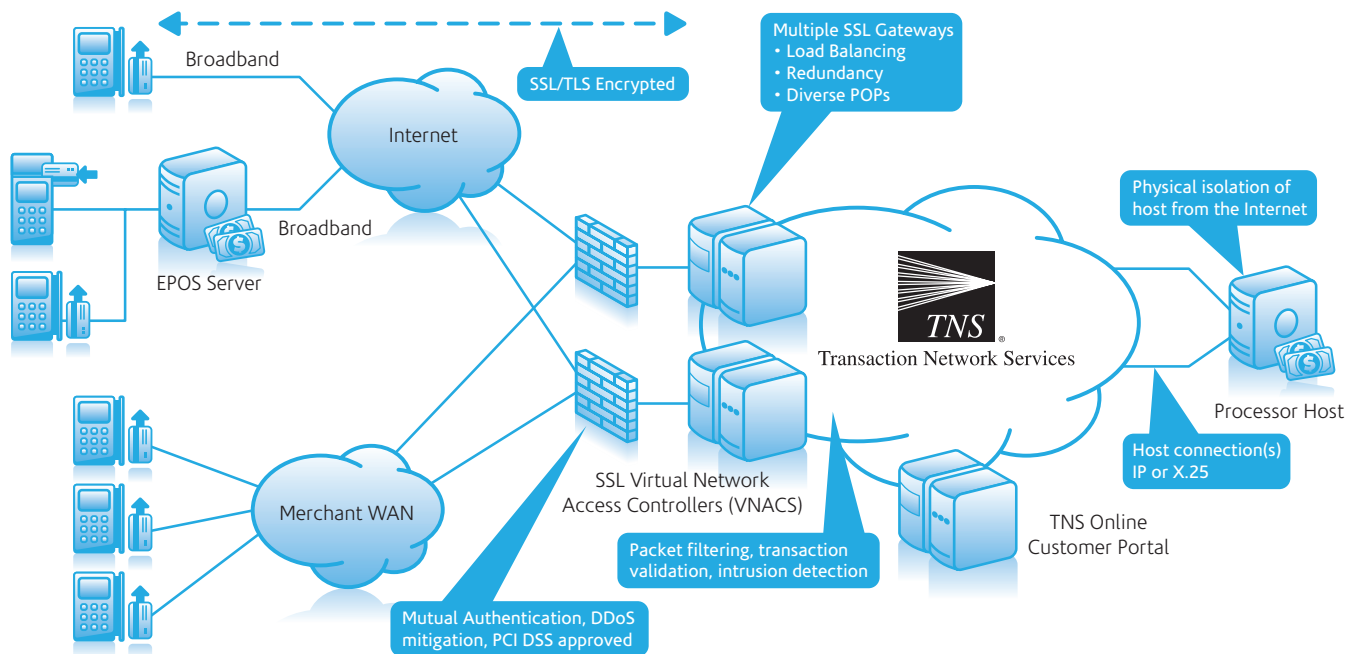 Broadband
SSL/TLS Encrypted
Multiple SSL Gateways
• Load Balancing
• Redundancy
• Diverse POPs
Internet
Broadband
EPOS Server
Physical isolation of
host from the Internet
TNS
®
Transaction Network Services
Processor Host
Host connection(s)
IP or X.25
SSL Virtual Network
Access Controllers (VNACS)
Merchant WAN
TNS Online
Customer Portal
Packet filtering, transaction
validation, intrusion detection
Mutual Authentication, DDoS
mitigation, PCI DSS approved